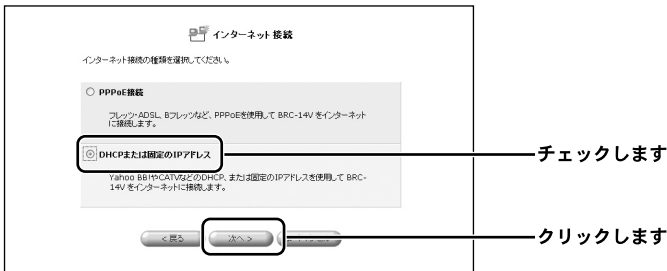 インターネット接続
インターネット接続の種類を選択してください。
PPPoE接続
フレッツ・ADSL、Bフレッツなど、PPPoEを使用して BRC-14V をインターネット
に接続します。
DHCPまたは固定のIPアドレス
チェックします
Yahoo BB!やCATVなどのDHCP、または固定のIPアドレスを使用して BRC-
14V をインターネットに接続します。
< 戻る
次へ >
クリックします